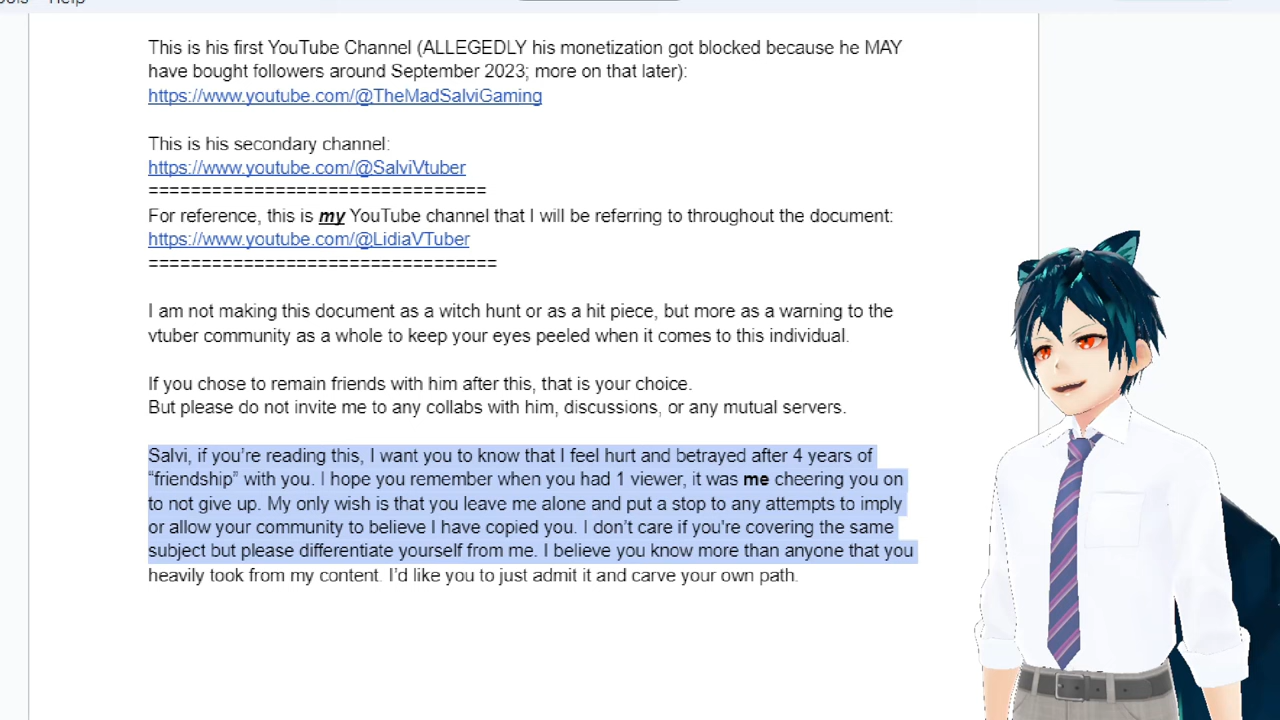 Help
This is his first YouTube Channel (ALLEGEDLY his monetization got blocked because he MAY
have bought followers around September 2023; more on that later):
https://www.youtube.com/@TheMadSalviGaming
This is his secondary channel:
https://www.youtube.com/@SalviVtuber
================================
For reference, this is my YouTube channel that I will be referring to throughout the document:
https://www.youtube.com/@LidiaVTuber
=================================
I am not making this document as a witch hunt or as a hit piece, but more as a warning to the
vtuber community as a whole to keep your eyes peeled when it comes to this individual.
If you chose to remain friends with him after this, that is your choice.
But please do not invite me to any collabs with him, discussions, or any mutual servers.
Salvi, if you’re reading this, I want you to know that I feel hurt and betrayed after 4 years of
“friendship” with you. I hope you remember when you had 1 viewer, it was me cheering you on
to not give up. My only wish is that you leave me alone and put a stop to any attempts to imply
or allow your community to believe I have copied you. I don’t care if you're covering the same
subject but please differentiate yourself from me. I believe you know more than anyone that you
heavily took from my content. I’d like you to just admit it and carve your own path.